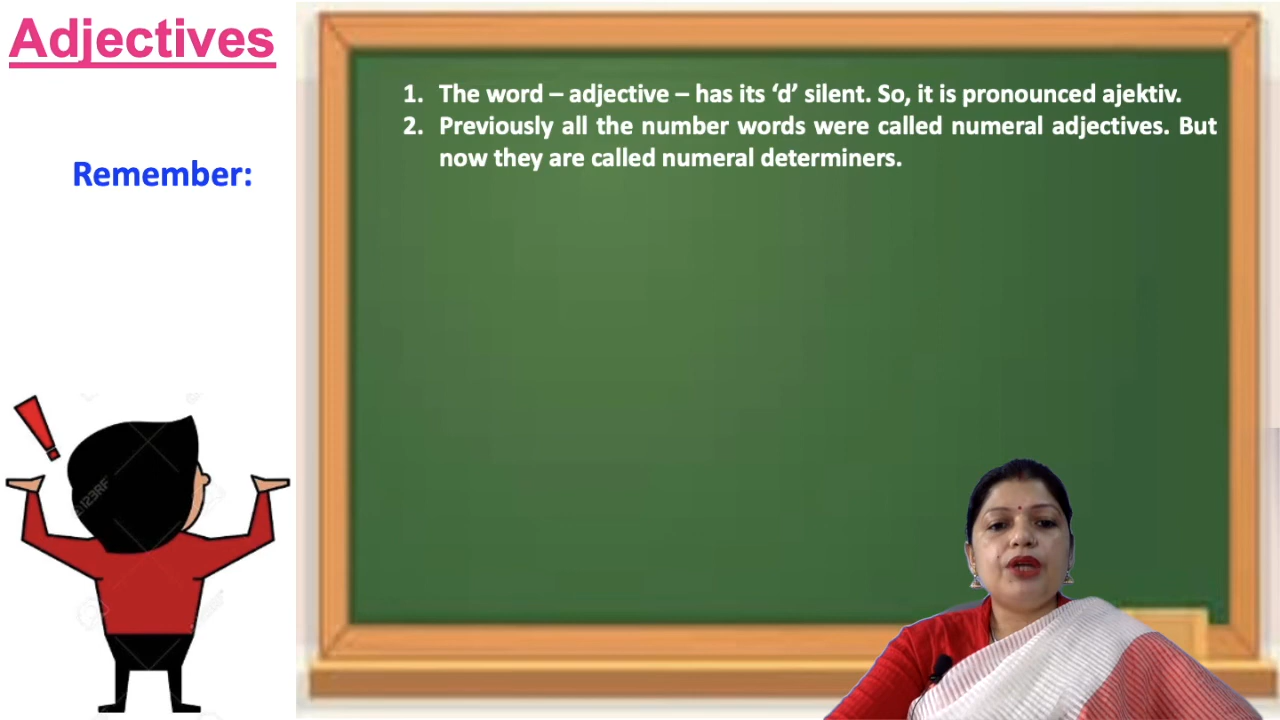 Adjectives
Remember:
1. The word – adjective – has its ‘d’ silent. So, it is pronounced ajektiv.
2. Previously all the number words were called numeral adjectives. But
now they are called numeral determiners.
123RF